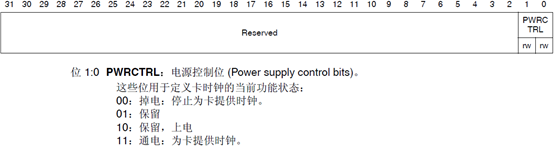 31 30 29 28 27 26 25 24 23 22 21 20 19 18 17 16 15 14 13 12 11 10 9 8 7 6 5 4 3 2 1 0
Reserved
PWRC
TRL
rw rw
位 1:0 PWRCTRL：电源控制位 (Power supply control bits)。
这些位用于定义卡时钟的当前功能状态：
00：掉电；停止为卡提供时钟。
01：保留
10：保留，上电
11：通电；为卡提供时钟。